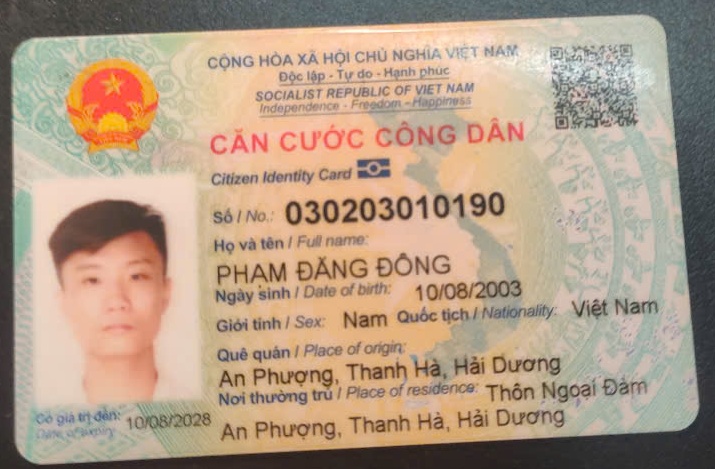 CỘNG HÒA XÃ HỘI CHỦ NGHĨA VIỆT NAM
Độc lập - Tự do - Hạnh phúc
SOCIALIST REPUBLIC OF VIET NAM
Independence - Freedom - Happiness
CĂN CƯỚC CÔNG DÂN
Citizen Identity Card
Số / No.: 030203010190
Họ và tên / Full name:
PHẠM ĐĂNG ĐÔNG
Ngày sinh / Date of birth: 10/08/2003
Giới tính / Sex: Nam Quốc tịch / Nationality: Việt Nam
Quê quán / Place of origin:
An Phượng, Thanh Hà, Hải Dương
Nơi thường trú / Place of residence: Thôn Ngoại Đàm
An Phượng, Thanh Hà, Hải Dương
Có giá trị đến: 10/08/2028
Date of expiry